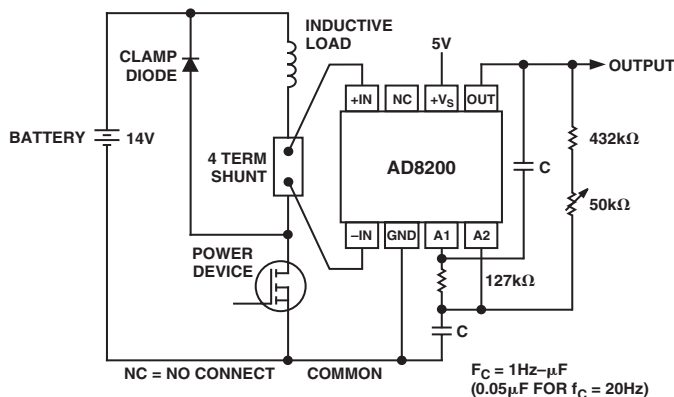 INDUCTIVE
LOAD
CLAMP
DIODE
5V
OUTPUT
+IN
NC
+VS
OUT
BATTERY
14V
4 TERM
SHUNT
AD8200
C
432kΩ
50kΩ
–IN
GND
A1
A2
POWER
DEVICE
127kΩ
C
NC = NO CONNECT
COMMON
FC = 1Hz–μF
(0.05μF FOR fC = 20Hz)